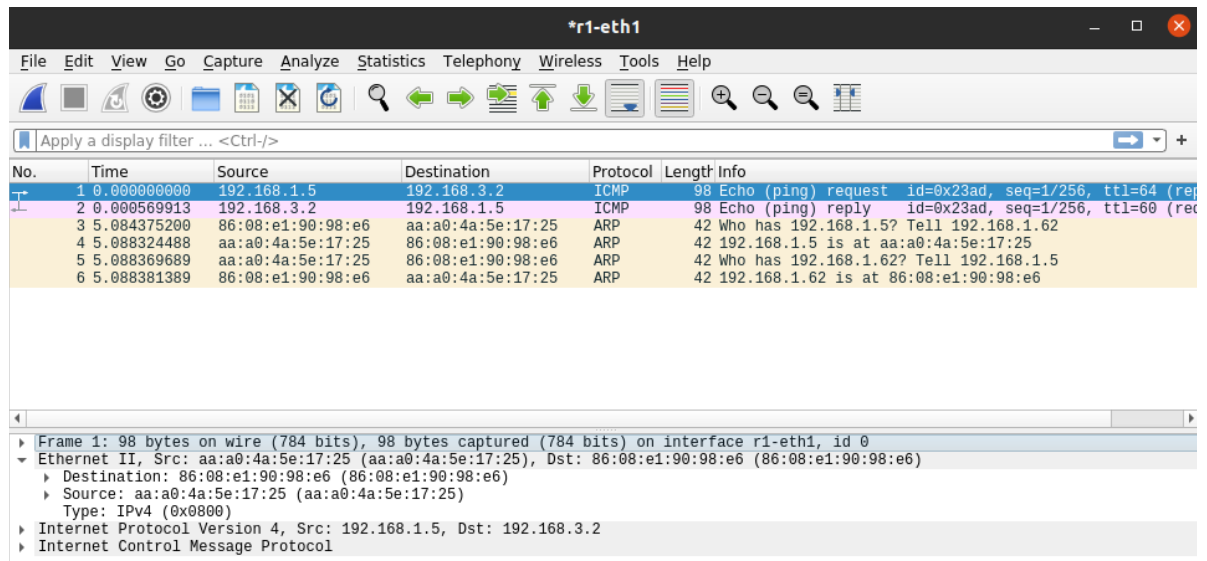 *r1-eth1
File Edit View Go Capture Analyze Statistics Telephony Wireless Tools Help
Apply a display filter ... <Ctrl-/>
No. Time Source Destination Protocol Length Info
1 0.000000000 192.168.1.5 192.168.3.2 ICMP 98 Echo (ping) request id=0x23ad, seq=1/256, ttl=64 (rep
2 0.000569913 192.168.3.2 192.168.1.5 ICMP 98 Echo (ping) reply id=0x23ad, seq=1/256, ttl=60 (req
3 5.084375200 86:08:e1:90:98:e6 aa:a0:4a:5e:17:25 ARP 42 Who has 192.168.1.5? Tell 192.168.1.62
4 5.088324488 aa:a0:4a:5e:17:25 86:08:e1:90:98:e6 ARP 42 192.168.1.5 is at aa:a0:4a:5e:17:25
5 5.088369689 aa:a0:4a:5e:17:25 86:08:e1:90:98:e6 ARP 42 Who has 192.168.1.62? Tell 192.168.1.5
6 5.088381389 86:08:e1:90:98:e6 aa:a0:4a:5e:17:25 ARP 42 192.168.1.62 is at 86:08:e1:90:98:e6
Frame 1: 98 bytes on wire (784 bits), 98 bytes captured (784 bits) on interface r1-eth1, id 0
Ethernet II, Src: aa:a0:4a:5e:17:25 (aa:a0:4a:5e:17:25), Dst: 86:08:e1:90:98:e6 (86:08:e1:90:98:e6)
Destination: 86:08:e1:90:98:e6 (86:08:e1:90:98:e6)
Source: aa:a0:4a:5e:17:25 (aa:a0:4a:5e:17:25)
Type: IPv4 (0x0800)
Internet Protocol Version 4, Src: 192.168.1.5, Dst: 192.168.3.2
Internet Control Message Protocol